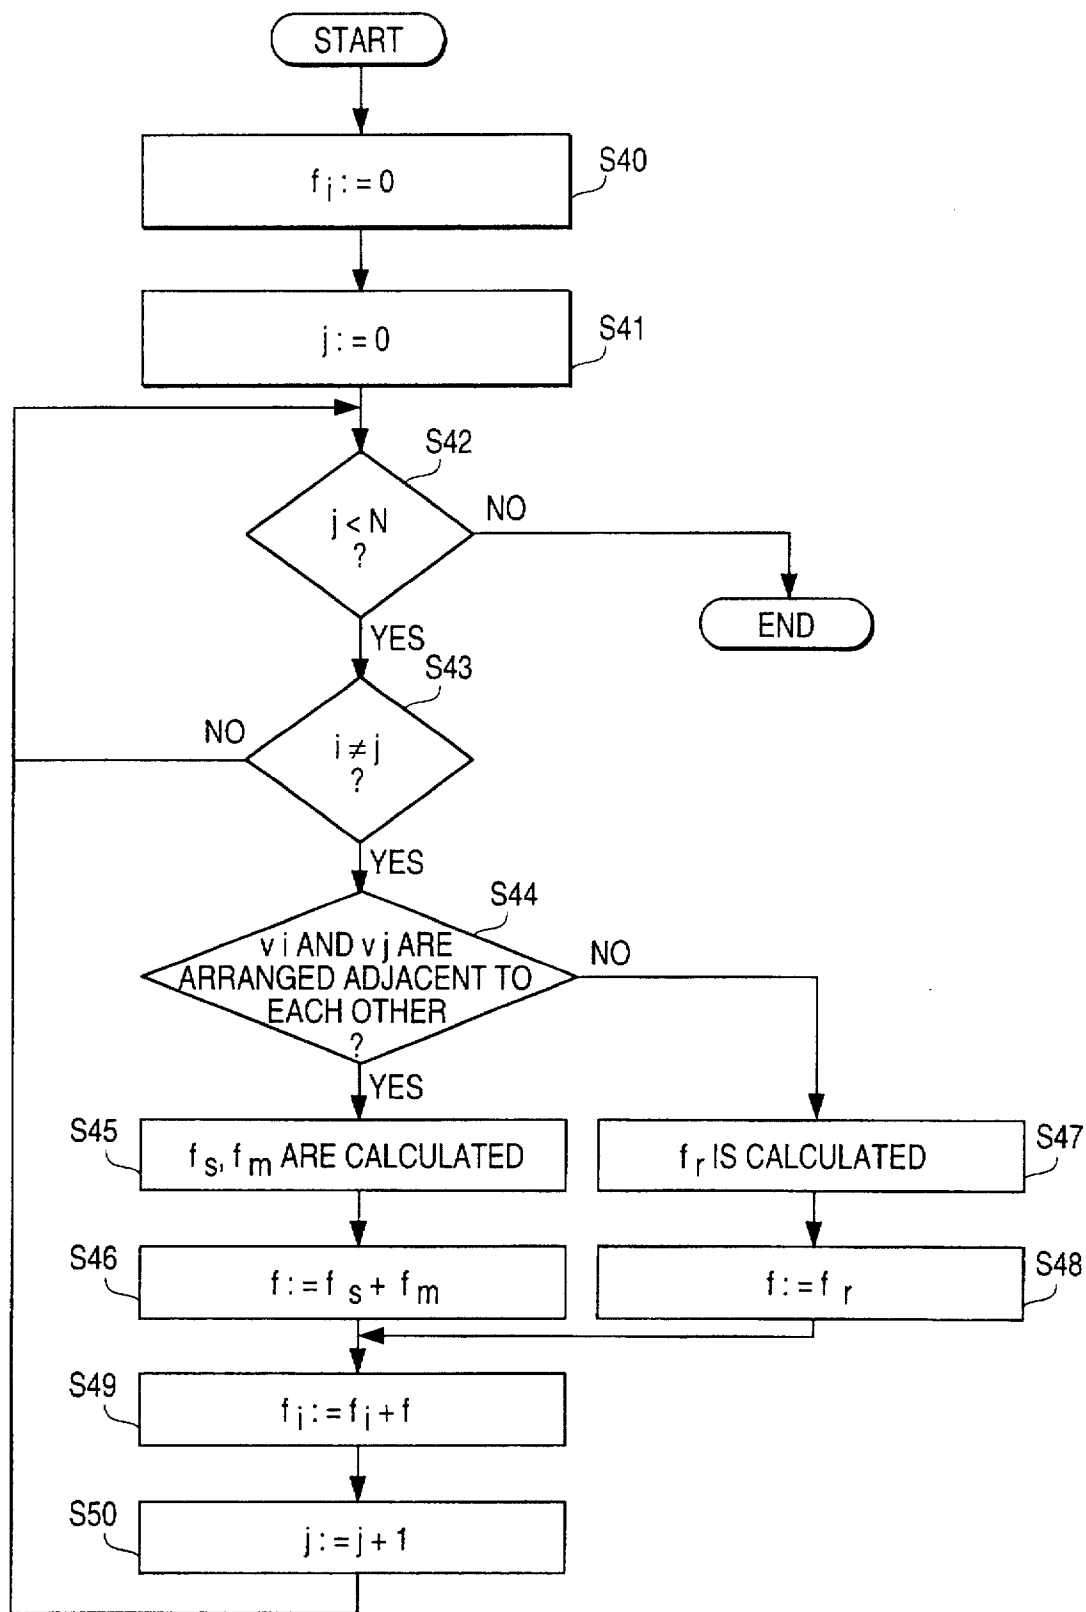 START
f i := 0
S40
j := 0
S41
S42
j < N
?
NO
YES
END
S43
NO
i ≠ j
?
YES
S44
v i AND v j ARE
ARRANGED ADJACENT TO
EACH OTHER
?
NO
YES
S45
f s, f m ARE CALCULATED
f r IS CALCULATED
S47
S46
f := f s + f m
f := f r
S48
S49
f i := f i + f
S50
j := j + 1